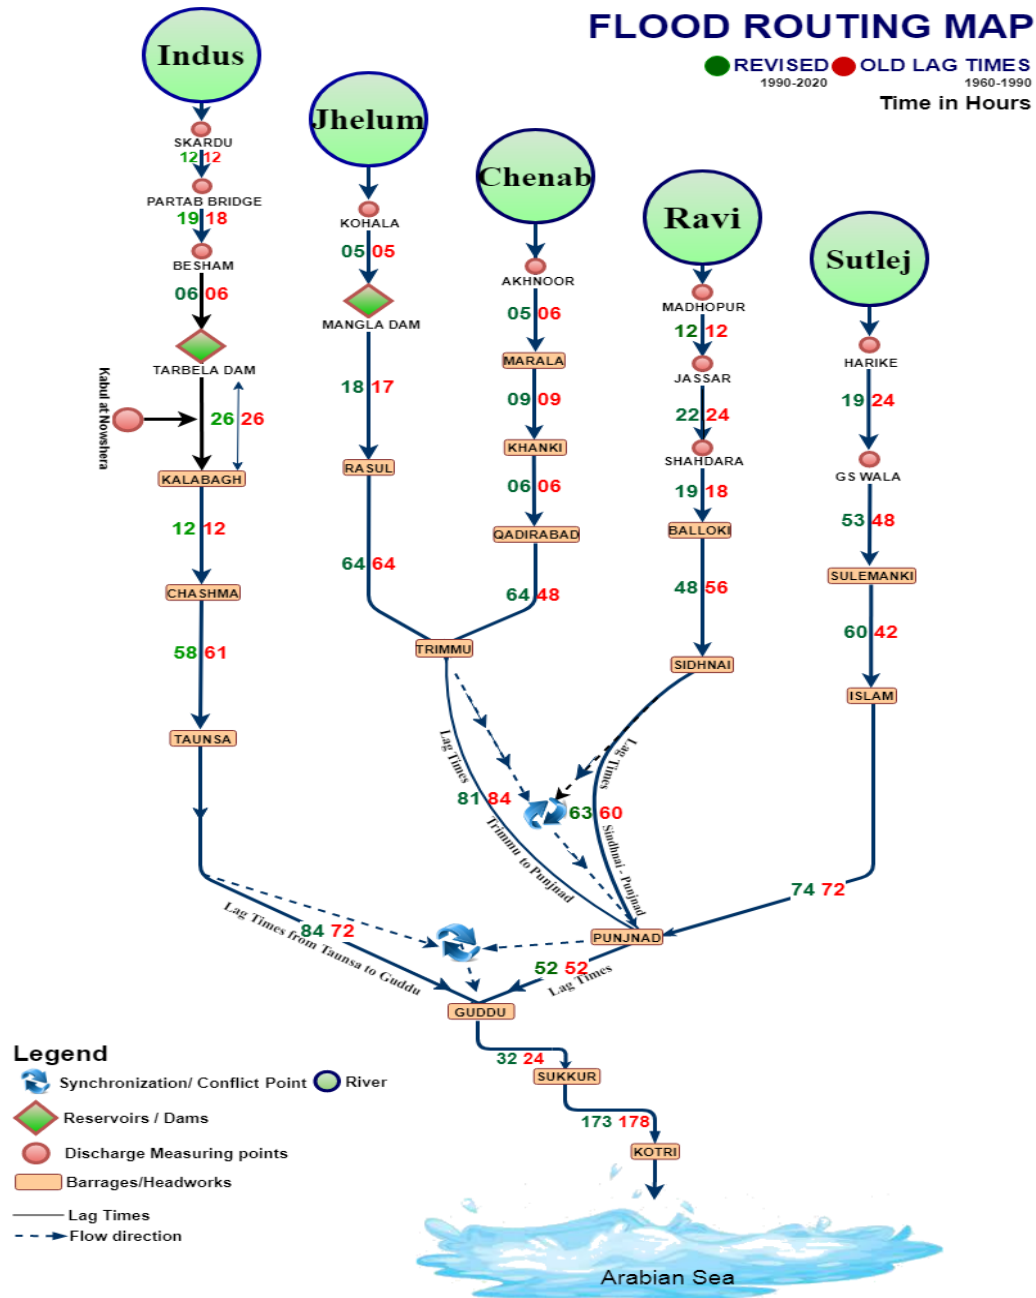 FLOOD ROUTING MAP
REVISED OLD LAG TIMES
1990-2020 1960-1990
Time in Hours
Indus
Jhelum
Chenab
Ravi
Sutlej
SKARDU
12 12
PARTAB BRIDGE
19 18
BESHAM
06 06
TARBELA DAM
Kabul at Nowshera
26 26
KALABAGH
12 12
CHASHMA
58 61
TAUNSA
84 72
Lag Times from Taunsa to Guddu
KOHALA
05 05
MANGLA DAM
18 17
RASUL
64 64
AKHNOOR
05 06
MARALA
09 09
KHANKI
06 06
QADIRABAD
64 48
TRIMMU
Lag Times
81 84
Trimmu to Punjnad
MADHOPUR
12 12
JASSAR
22 24
SHAHDARA
19 18
BALLOKI
48 56
SIDHNAI
Lag Times
63 60
Sindhnai - Punjnad
HARIKE
19 24
GS WALA
53 48
SULEMANKI
60 42
ISLAM
74 72
PUNJNAD
52 52
Lag Times
GUDDU
32 24
SUKKUR
173 178
KOTRI
Arabian Sea
Legend
Synchronization/ Conflict Point River
Reservoirs / Dams
Discharge Measuring points
Barrages/Headworks
Lag Times
Flow direction